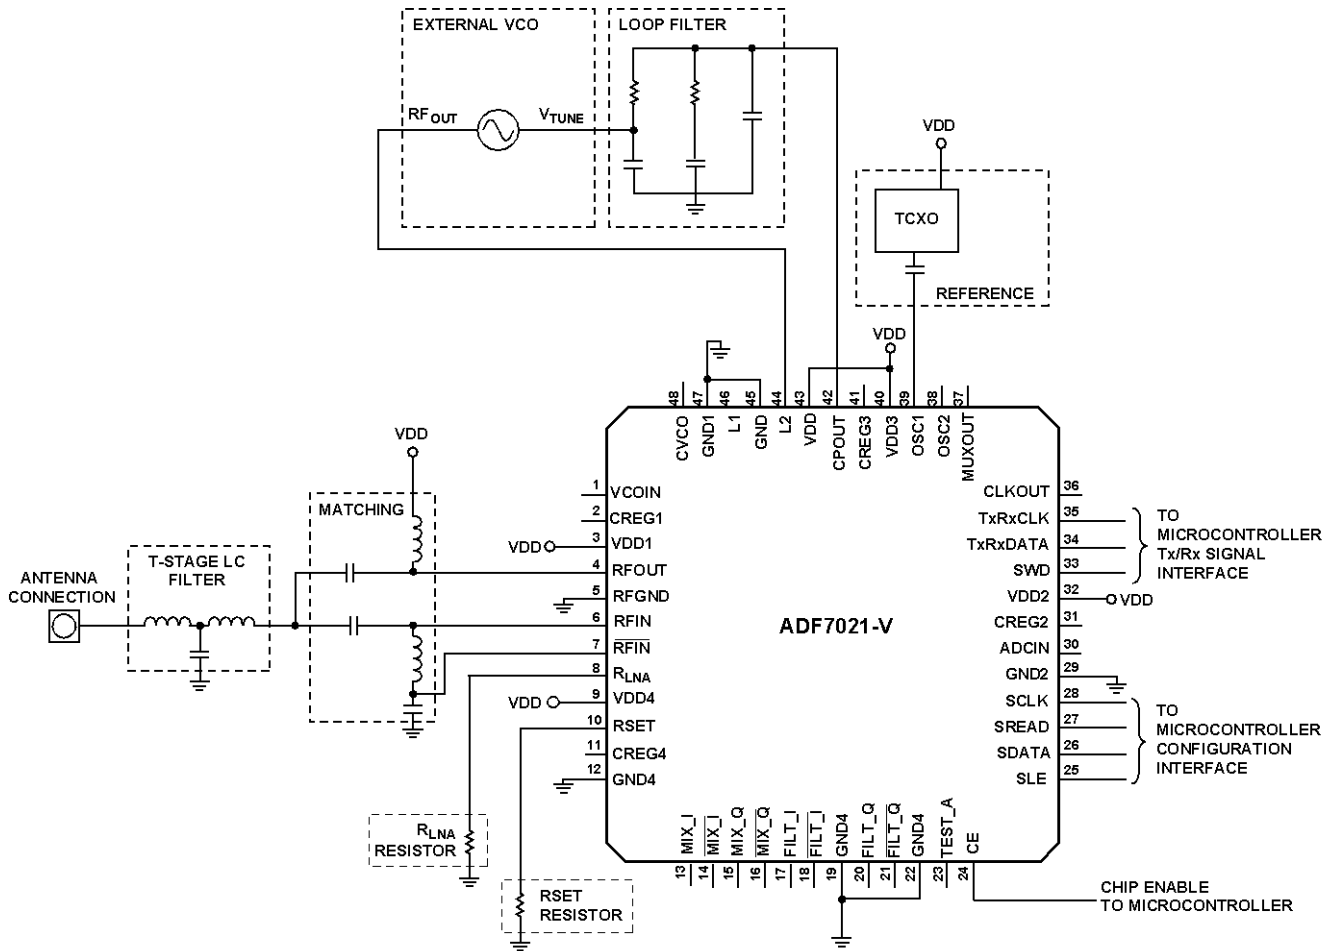 EXTERNAL VCO
LOOP FILTER
RFOUT
VTUNE
VDD
TCXO
REFERENCE
VDD
48
47
46
45
44
43
42
41
40
39
38
37
CVCO
GND1
L1
GND
L2
VDD
CPOUT
CREG3
VDD3
OSC1
OSC2
MUXOUT
VDD
MATCHING
T-STAGE LC
FILTER
ANTENNA
CONNECTION
1 VCOIN
2 CREG1
VDD 3 VDD1
4 RFOUT
5 RFGND
6 RFIN
7 R̅F̅I̅N̅
8 RLNA
VDD 9 VDD4
10 RSET
11 CREG4
12 GND4
ADF7021-V
CLKOUT 36
TxRxCLK 35
TxRxDATA 34
SWD 33
VDD2 32 VDD
CREG2 31
ADCIN 30
GND2 29
SCLK 28
SREAD 27
SDATA 26
SLE 25
TO
MICROCONTROLLER
Tx/Rx SIGNAL
INTERFACE
TO
MICROCONTROLLER
CONFIGURATION
INTERFACE
MIX_I
M̅I̅X̅_̅I̅
MIX_Q
M̅I̅X̅_̅Q̅
FILT_I
F̅I̅L̅T̅_̅I̅
GND4
FILT_Q
F̅I̅L̅T̅_̅Q̅
GND4
TEST_A
CE
13
14
15
16
17
18
19
20
21
22
23
24
RLNA
RESISTOR
RSET
RESISTOR
CHIP ENABLE
TO MICROCONTROLLER